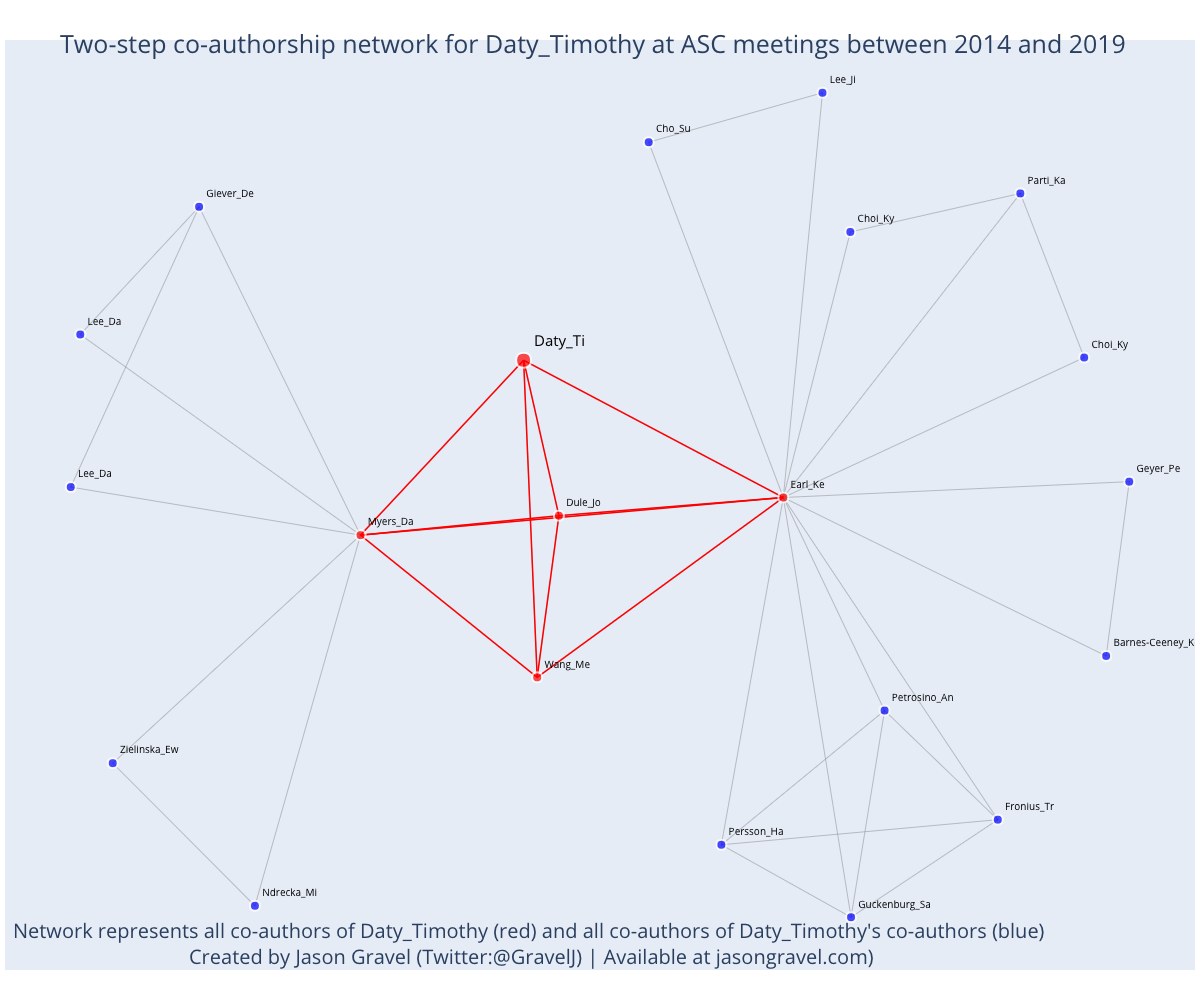 Two-step co-authorship network for Daty_Timothy at ASC meetings between 2014 and 2019
Lee_Ji
Cho_Su
Parti_Ka
Giever_De
Choi_Ky
Lee_Da
Daty_Ti
Choi_Ky
Lee_Da
Geyer_Pe
Earl_Ke
Dule_Jo
Myers_Da
Barnes-Ceeney_K
Wang_Me
Petrosino_An
Zielinska_Ew
Fronius_Tr
Persson_Ha
Ndrecka_Mi
Guckenburg_Sa
Network represents all co-authors of Daty_Timothy (red) and all co-authors of Daty_Timothy's co-authors (blue)
Created by Jason Gravel (Twitter:@GravelJ) | Available at jasongravel.com)